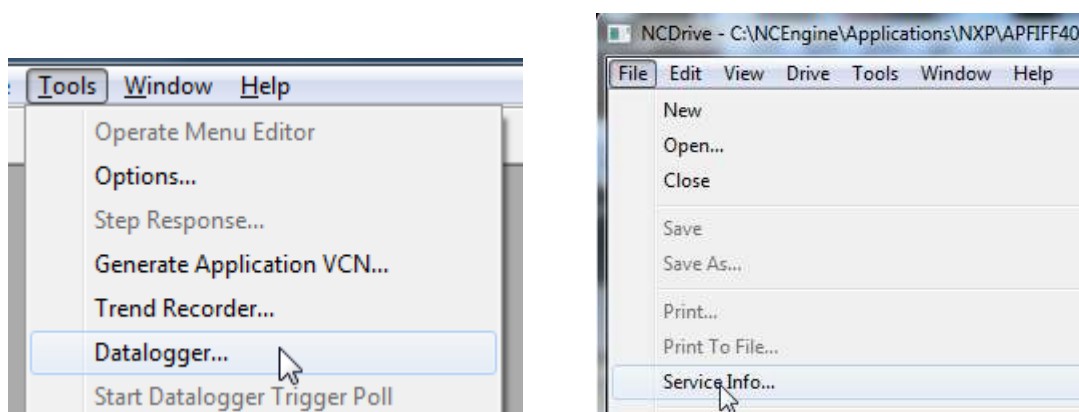 Tools Window Help
Operate Menu Editor
Options...
Step Response...
Generate Application VCN...
Trend Recorder...
Datalogger...
Start Datalogger Trigger Poll
NCDrive - C:\NCEngine\Applications\NXP\APFIFF40
File Edit View Drive Tools Window Help
New
Open...
Close
Save
Save As...
Print...
Print To File...
Service Info...